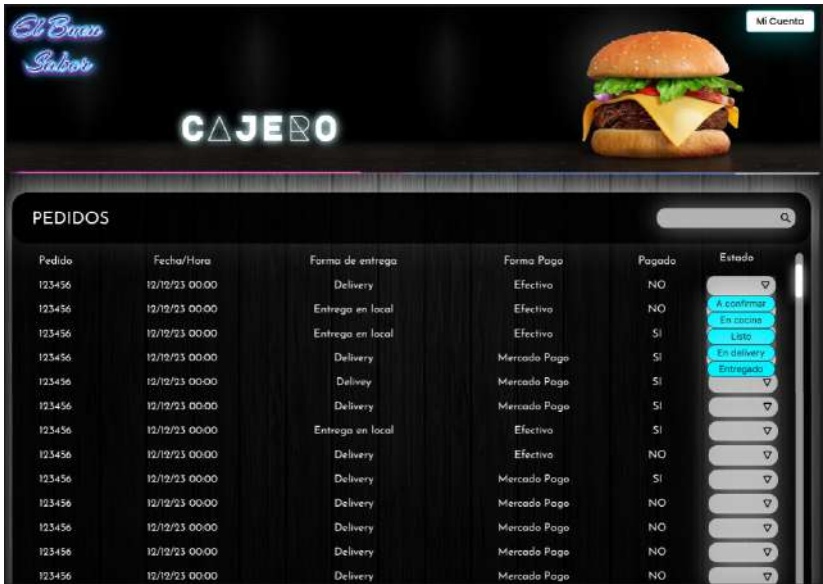 El Buen
Sabor
Mi Cuenta
CAJERO
PEDIDOS
Pedido Fecha/Hora Forma de entrega Forma Pago Pagado Estado
123456 12/12/23 00:00 Delivery Efectivo NO
123456 12/12/23 00:00 Entrega en local Efectivo NO A confirmar
En cocina
123456 12/12/23 00:00 Entrega en local Efectivo SI Listo
123456 12/12/23 00:00 Delivery Mercado Pago SI En delivery
Entregado
123456 12/12/23 00:00 Delivey Mercado Pago SI
123456 12/12/23 00:00 Delivery Mercado Pago SI
123456 12/12/23 00:00 Entrega en local Efectivo SI
123456 12/12/23 00:00 Delivery Efectivo NO
123456 12/12/23 00:00 Delivery Mercado Pago SI
123456 12/12/23 00:00 Delivery Mercado Pago NO
123456 12/12/23 00:00 Delivery Mercado Pago NO
123456 12/12/23 00:00 Delivery Mercado Pago NO
123456 12/12/23 00:00 Delivery Mercado Pago NO